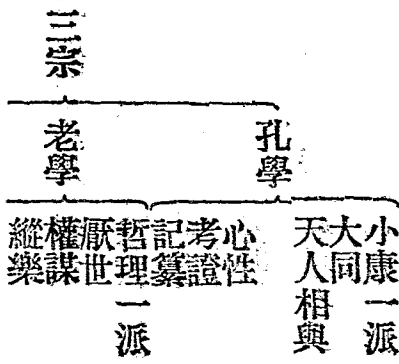 三宗
孔學
小康一派
大同
天人相與
心性
考證
記纂
老學
哲理一派
厭世
權謀
縱樂